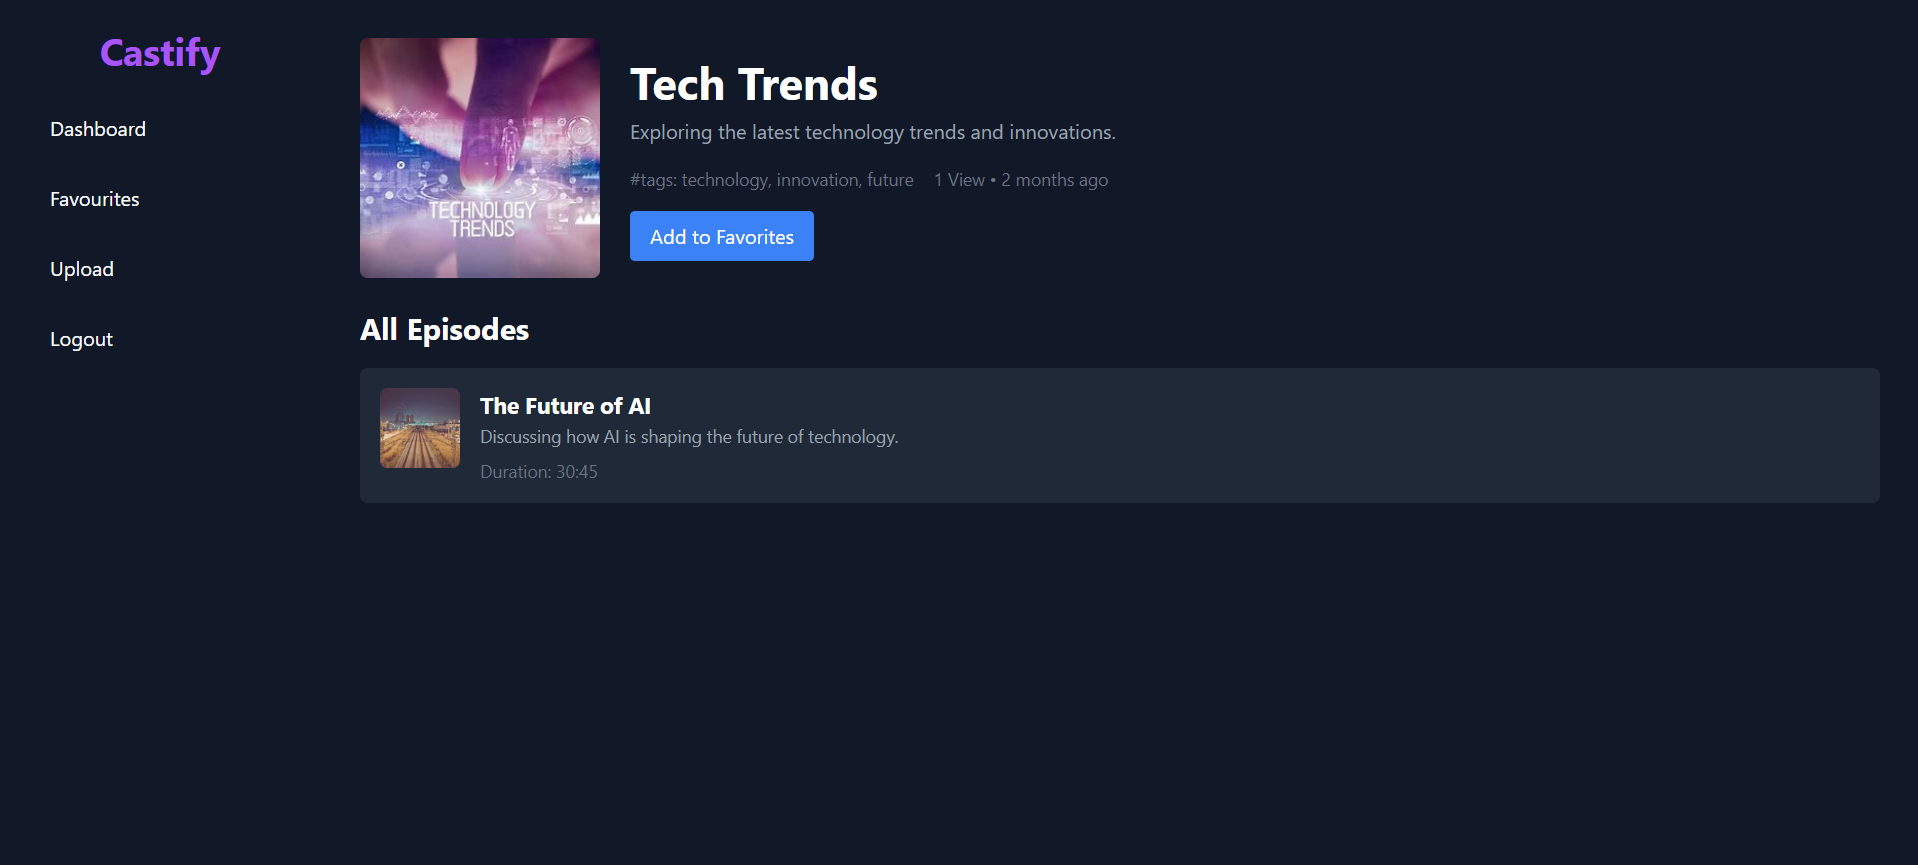 Castify
Dashboard
Favourites
Upload
Logout
TECHNOLOGY
TRENDS
Tech Trends
Exploring the latest technology trends and innovations.
#tags: technology, innovation, future 1 View • 2 months ago
Add to Favorites
All Episodes
The Future of AI
Discussing how AI is shaping the future of technology.
Duration: 30:45